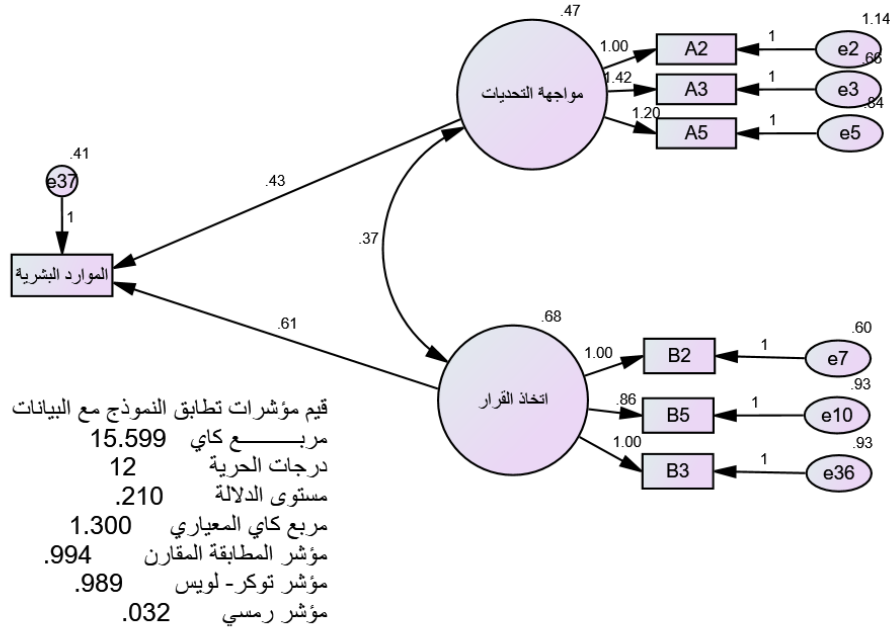 .47
1.14
1.00
A2
1
e2
.66
مواجهة التحديات
1.42
A3
1
e3
.84
1.20
A5
1
e5
.41
e37
1
.43
.37
الموارد البشرية
.61
.68
.60
1.00
B2
1
e7
.93
اتخاذ القرار
.86
B5
1
e10
.93
1.00
B3
1
e36
قيم مؤشرات تطابق النموذج مع البيانات
مربـــــع كاي 15.599
درجات الحرية 12
مستوى الدلالة .210
مربع كاي المعياري 1.300
مؤشر المطابقة المقارن .994
مؤشر توكر- لويس .989
مؤشر رمسي .032